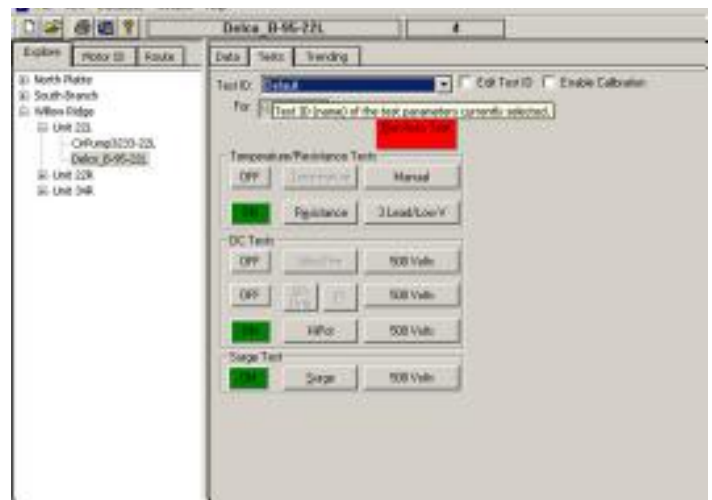 Delco_B-95-22L 4
Explore Motor ID Route
Data Tests Trending
North Platte
South Branch
Willow Ridge
Unit 22L
CirPump3233-22L
Delco_B-95-22L
Unit 22R
Unit 34R
Test ID: Default Edit Test ID Enable Calibration
For
Test ID (name) of the test parameters currently selected.
Temperature/Resistance Tests
OFF Temperature Manual
ON Resistance 3 Lead/Low V
DC Tests
OFF 500 Volts
OFF 500 Volts
ON HiPot 500 Volts
Surge Test
ON Surge 500 Volts